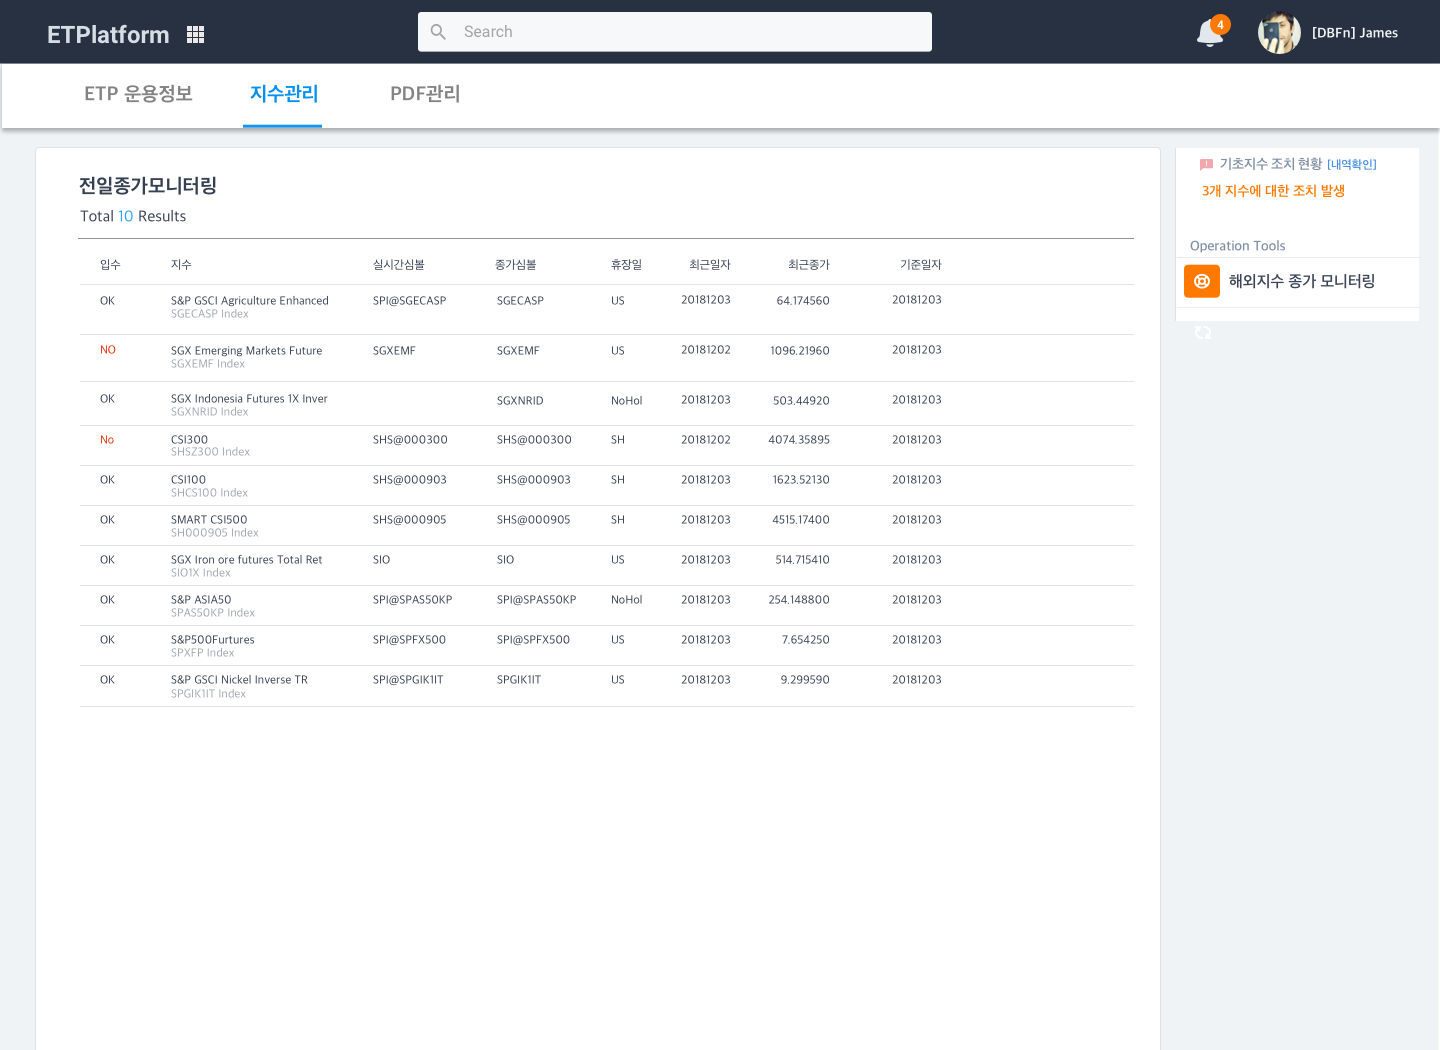 ETPlatform
Search
4
[DBFn] James
ETP 운용정보 지수관리 PDF관리
전일종가모니터링
Total 10 Results
입수 지수 실시간심볼 종가심볼 휴장일 최근일자 최근종가 기준일자
OK S&P GSCI Agriculture Enhanced SPI@SGECASP SGECASP US 20181203 64.174560 20181203
SGECASP Index
NO SGX Emerging Markets Future SGXEMF SGXEMF US 20181202 1096.21960 20181203
SGXEMF Index
OK SGX Indonesia Futures 1X Inver SGXNRID NoHol 20181203 503.44920 20181203
SGXNRID Index
No CSI300 SHS@000300 SHS@000300 SH 20181202 4074.35895 20181203
SHSZ300 Index
OK CSI100 SHS@000903 SHS@000903 SH 20181203 1623.52130 20181203
SHCS100 Index
OK SMART CSI500 SHS@000905 SHS@000905 SH 20181203 4515.17400 20181203
SH000905 Index
OK SGX Iron ore futures Total Ret SIO SIO US 20181203 514.715410 20181203
SIO1X Index
OK S&P ASIA50 SPI@SPAS50KP SPI@SPAS50KP NoHol 20181203 254.148800 20181203
SPAS50KP Index
OK S&P500Furtures SPI@SPFX500 SPI@SPFX500 US 20181203 7.654250 20181203
SPXFP Index
OK S&P GSCI Nickel Inverse TR SPI@SPGIK1IT SPGIK1IT US 20181203 9.299590 20181203
SPGIK1IT Index
기초지수 조치 현황 [내역확인]
3개 지수에 대한 조치 발생
Operation Tools
해외지수 종가 모니터링